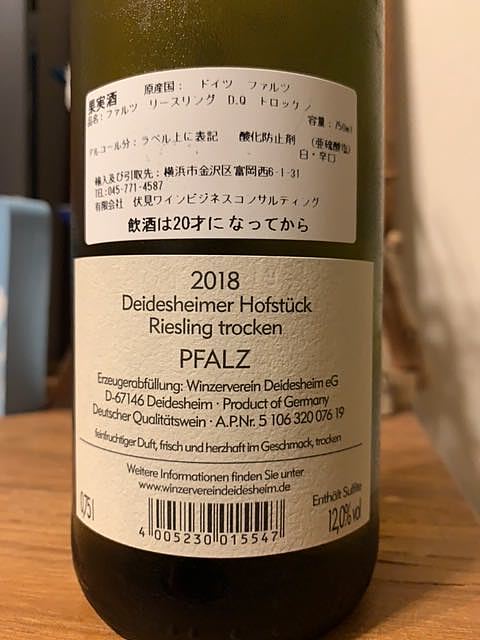 果実酒
原産国： ドイツ ファルツ
品名：ファルツ リースリング D.Q トロッケン
容量：750ml
アルコール分：ラベル上に表記 酸化防止剤 (亜硫酸塩)
白・辛口
輸入及び引取先：横浜市金沢区富岡西6-1-31
TEL:045-771-4587
有限会社 伏見ワインビジネスコンサルティング
飲酒は20才になってから
2018
Deidesheimer Hofstück
Riesling trocken
PFALZ
Erzeugerabfüllung: Winzerverein Deidesheim eG
D-67146 Deidesheim · Product of Germany
Deutscher Qualitätswein · A.P.Nr. 5 106 320 076 19
feinfruchtiger Duft, frisch und herzhaft im Geschmack, trocken
Weitere Informationen finden Sie unter
www.winzervereindeidesheim.de
0,75 l
Enthält Sulfite
12,0% vol
4 005230 015547